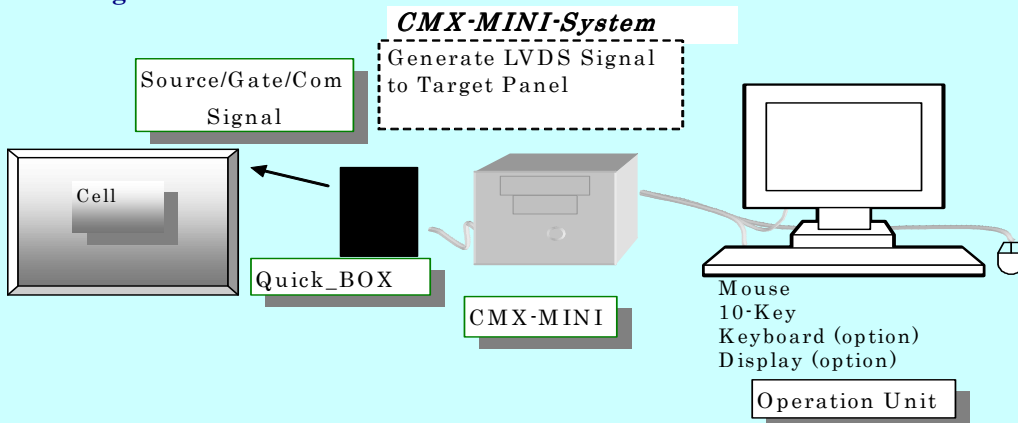 CMX-MINI-System
Generate LVDS Signal
to Target Panel
Source/Gate/Com
Signal
Cell
Quick_BOX
CMX-MINI
Mouse
10-Key
Keyboard (option)
Display (option)
Operation Unit